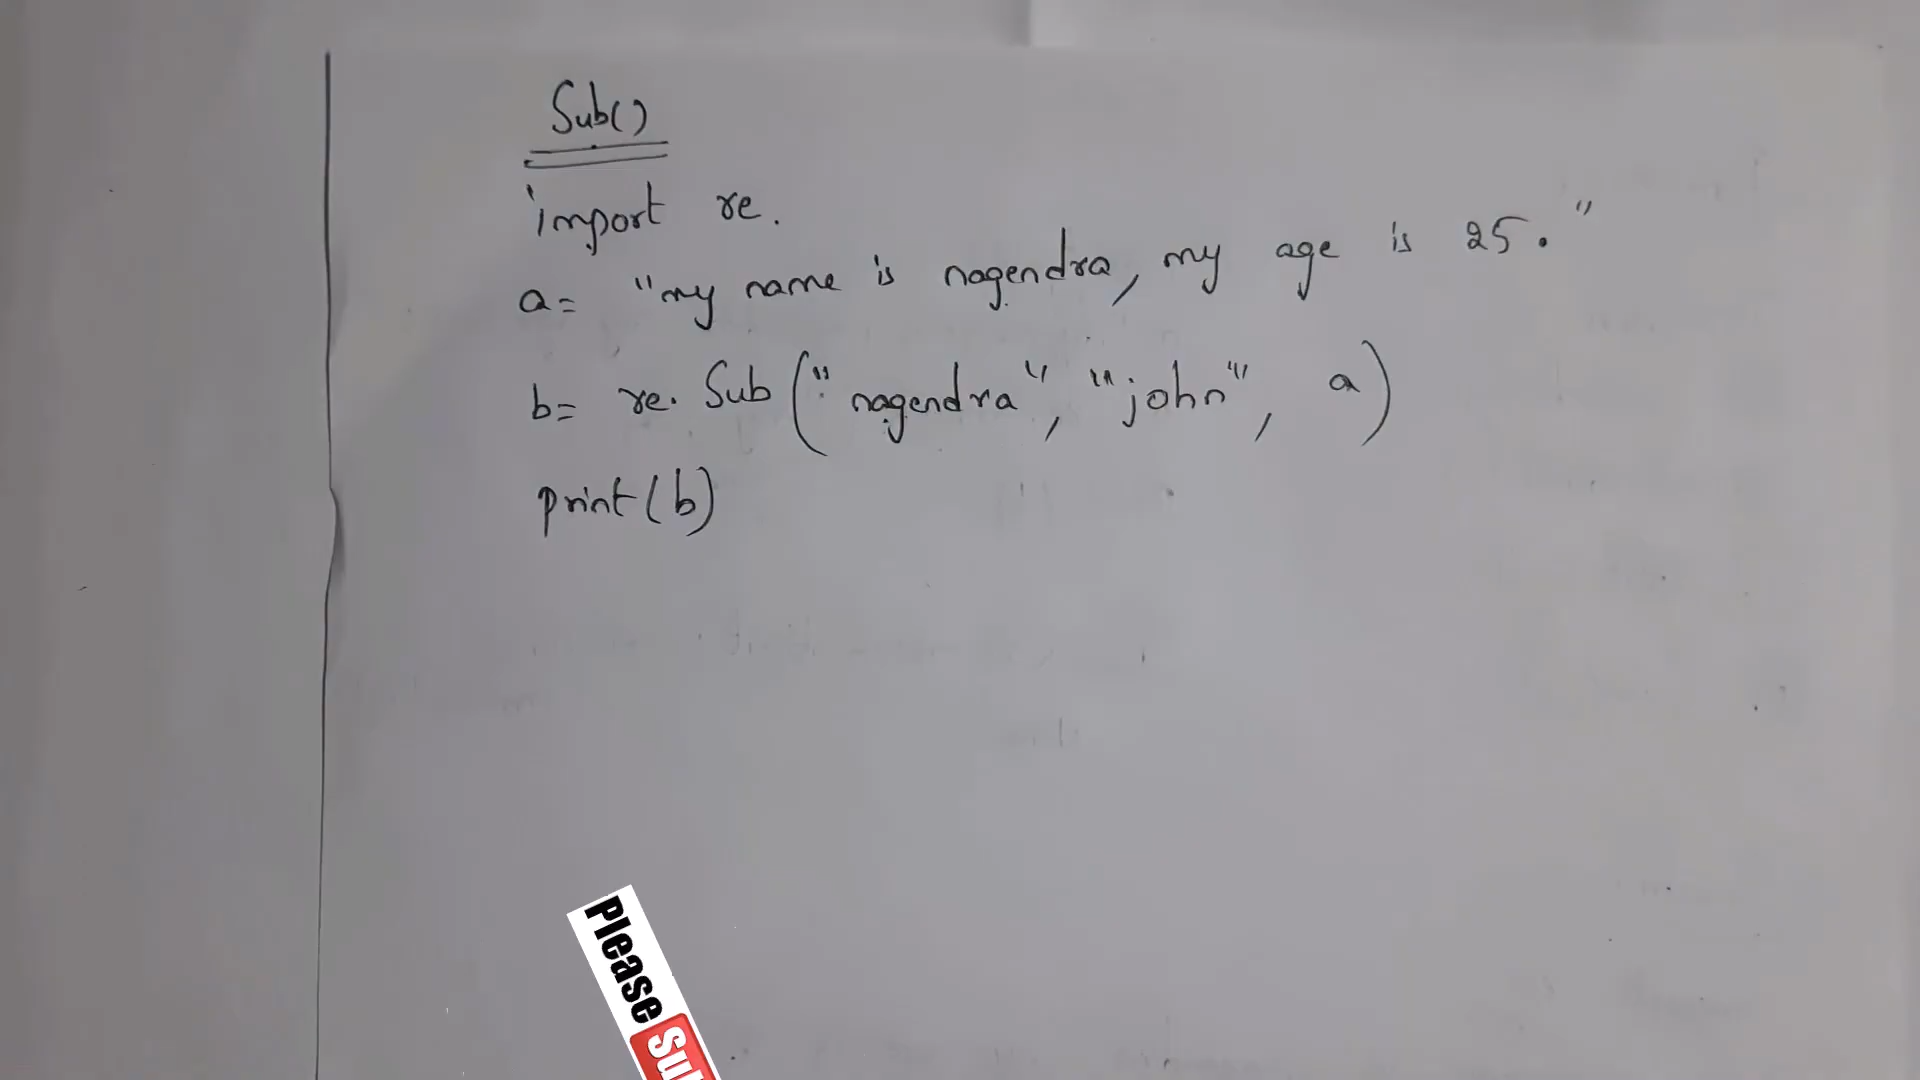 Sub()
import re.
a= "my name is nagendra, my age is 25."
b= re. Sub ("nagendra", "john", a)
print(b)
Please